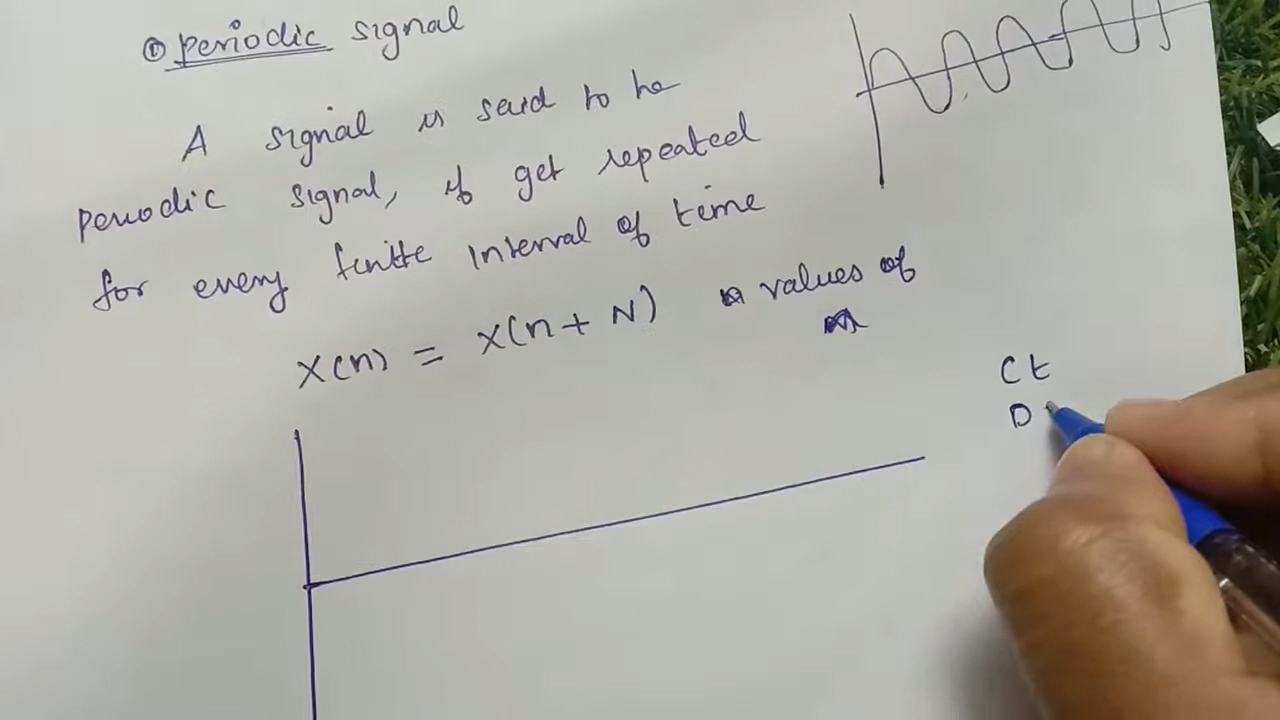 ① Periodic signal
A signal is said to be
Periodic signal, if get repeated
for every finite interval of time
x(n) = x(n + N) values of
Ct
D